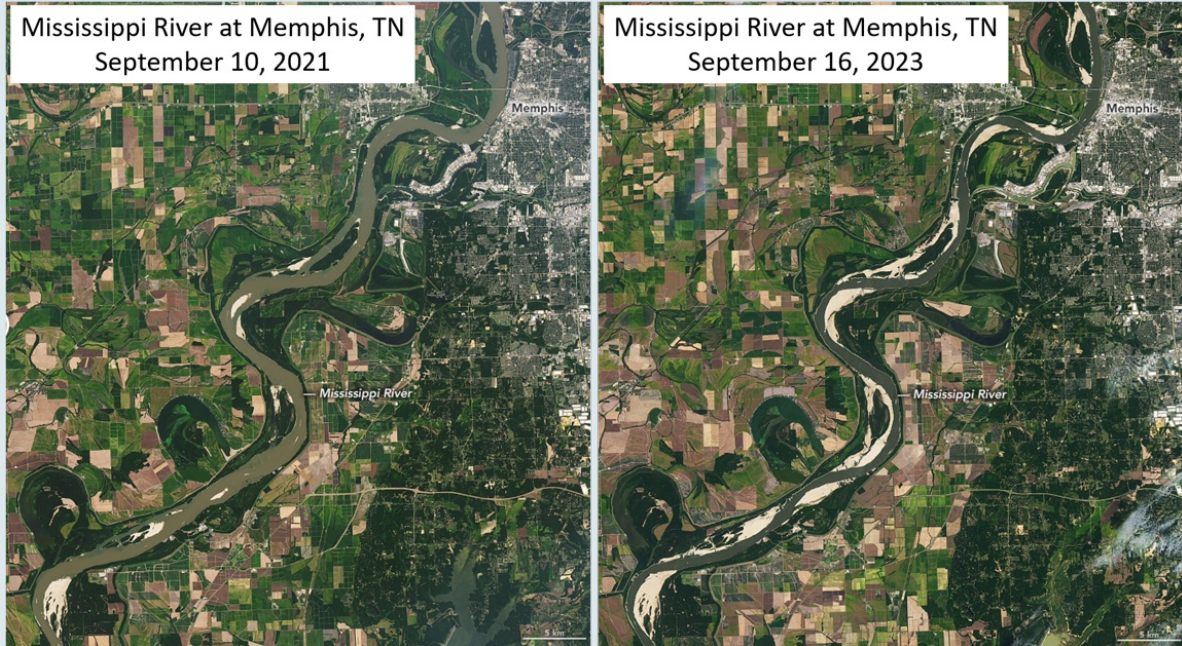 Mississippi River at Memphis, TN
September 10, 2021
Memphis
Mississippi River
5 km
Mississippi River at Memphis, TN
September 16, 2023
Memphis
Mississippi River
5 km